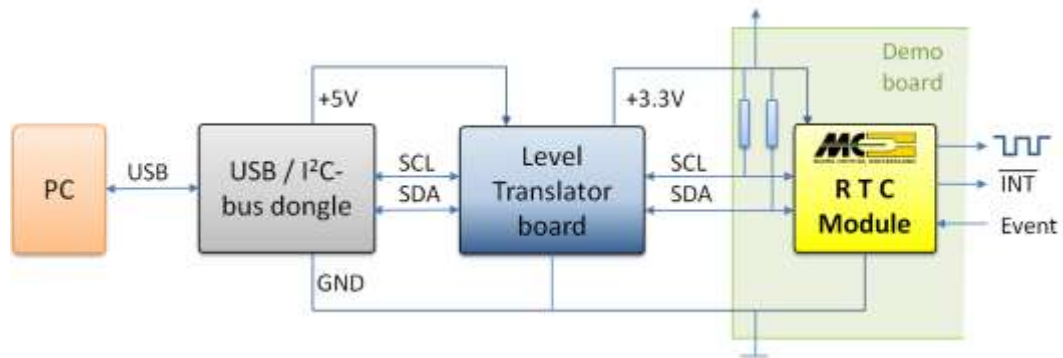 Demo
board
+5V
+3.3V
PC
USB
USB / I²C-
bus dongle
SCL
SDA
Level
Translator
board
SCL
SDA
R T C
Module
INT
Event
GND